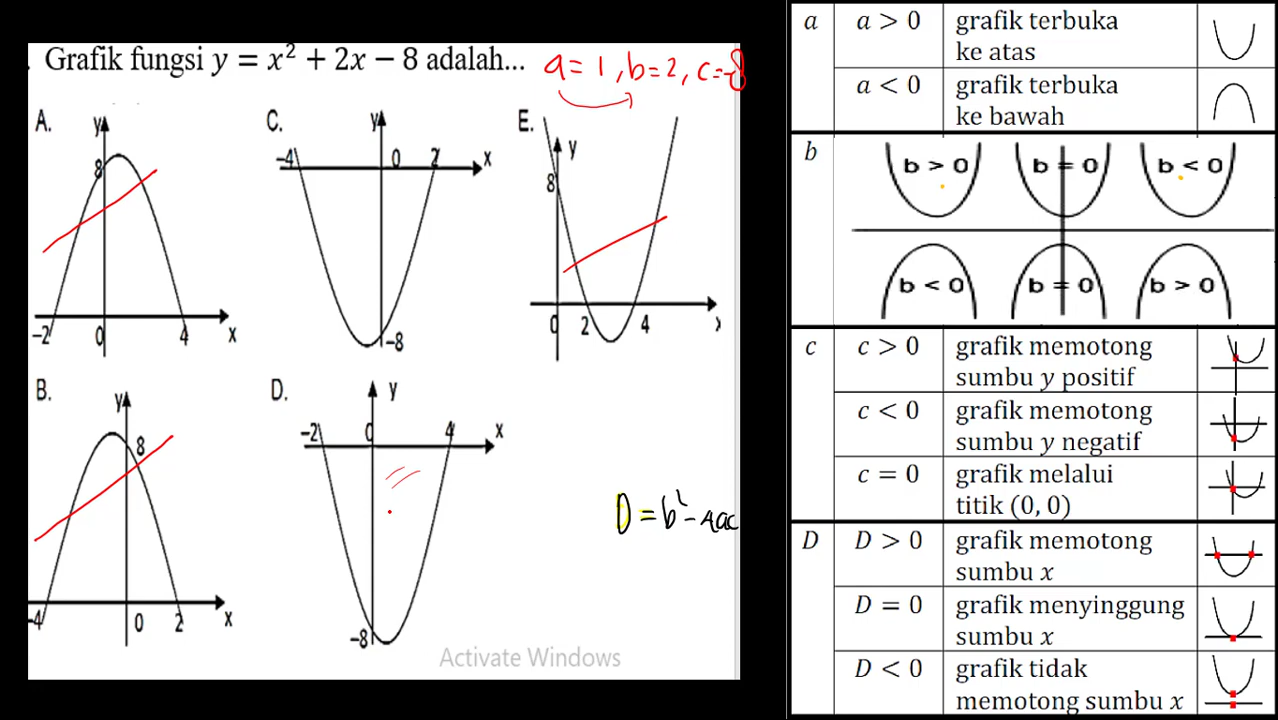 . Grafik fungsi y = x² + 2x − 8 adalah... a = 1, b = 2, c = -8
A.
y
8
-2
0
4
x
C.
y
-4
0
2
x
-8
E.
y
8
0
2
4
x
B.
y
8
-4
0
2
x
D.
y
-2
0
4
x
-8
D = b² - 4ac
Activate Windows
a
a > 0
grafik terbuka
ke atas
a < 0
grafik terbuka
ke bawah
b
b > 0
b = 0
b < 0
b < 0
b = 0
b > 0
c
c > 0
grafik memotong
sumbu y positif
c < 0
grafik memotong
sumbu y negatif
c = 0
grafik melalui
titik (0, 0)
D
D > 0
grafik memotong
sumbu x
D = 0
grafik menyinggung
sumbu x
D < 0
grafik tidak
memotong sumbu x